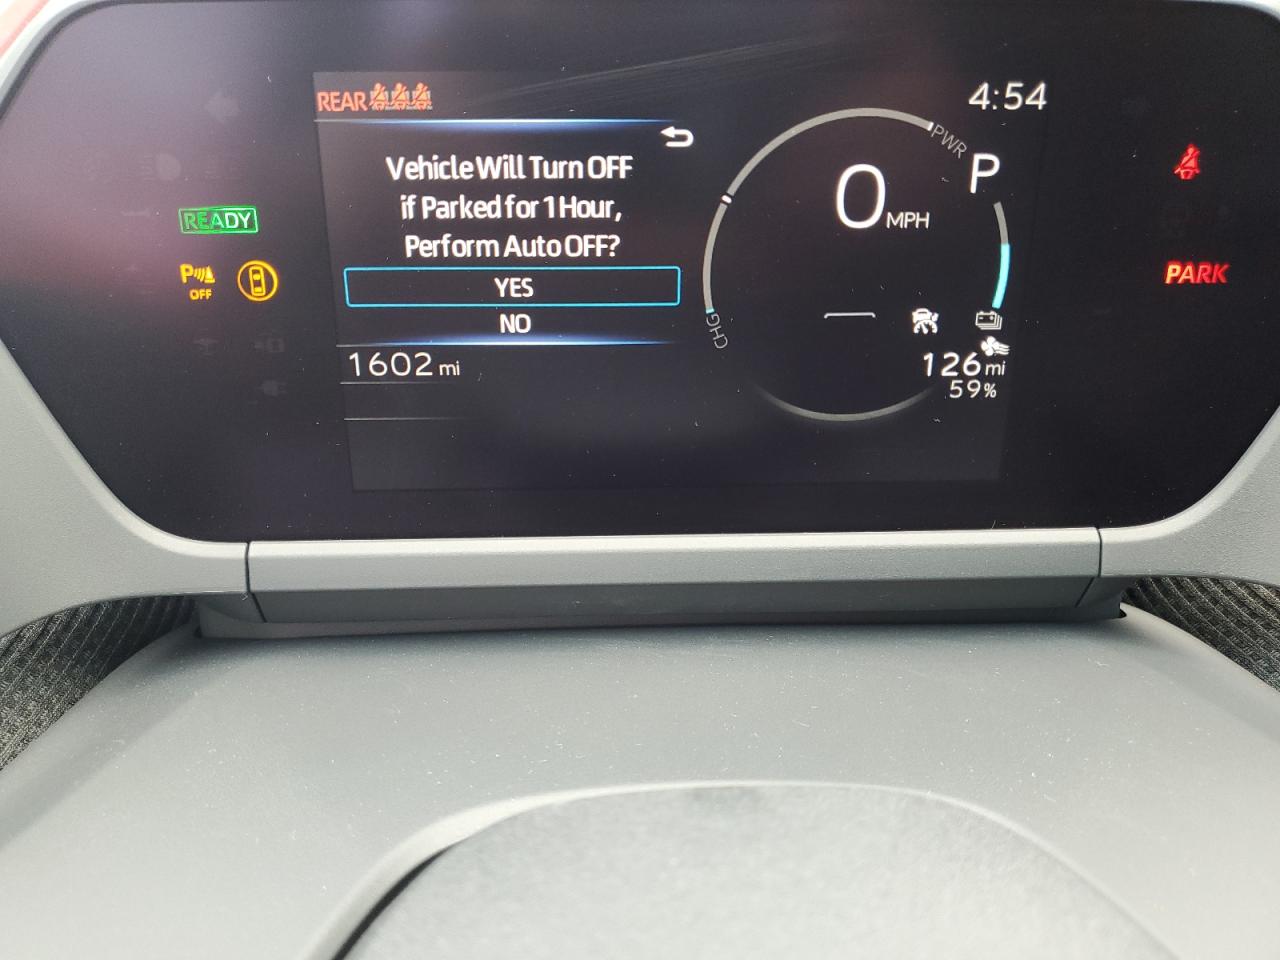 REAR
4:54
Vehicle Will Turn OFF
if Parked for 1 Hour,
Perform Auto OFF?
YES
NO
PWR
P
0 MPH
READY
P
OFF
PARK
CHG
1602 mi
126 mi
59%